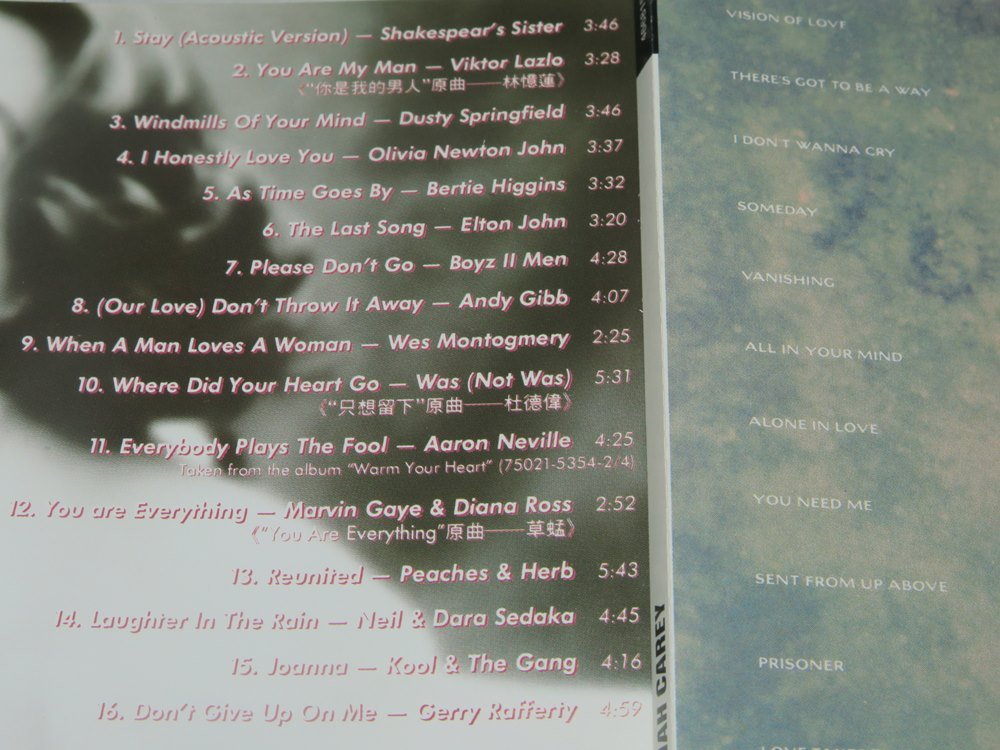 1. Stay (Acoustic Version) — Shakespear's Sister 3:46
2. You Are My Man — Viktor Lazlo 3:28
《"你是我的男人"原曲——林憶蓮》
3. Windmills Of Your Mind — Dusty Springfield 3:46
4. I Honestly Love You — Olivia Newton John 3:37
5. As Time Goes By — Bertie Higgins 3:32
6. The Last Song — Elton John 3:20
7. Please Don't Go — Boyz II Men 4:28
8. (Our Love) Don't Throw It Away — Andy Gibb 4:07
9. When A Man Loves A Woman — Wes Montogmery 2:25
10. Where Did Your Heart Go — Was (Not Was) 5:31
《"只想留下"原曲——杜德偉》
11. Everybody Plays The Fool — Aaron Neville 4:25
Taken from the album "Warm Your Heart" (75021-5354-2/4)
12. You are Everything — Marvin Gaye & Diana Ross 2:52
《"You Are Everything"原曲——草蜢》
13. Reunited — Peaches & Herb 5:43
14. Laughter In The Rain — Neil & Dara Sedaka 4:45
15. Joanna — Kool & The Gang 4:16
16. Don't Give Up On Me — Gerry Rafferty 4:59
AH CAREY
VISION OF LOVE
THERE'S GOT TO BE A WAY
I DON'T WANNA CRY
SOMEDAY
VANISHING
ALL IN YOUR MIND
ALONE IN LOVE
YOU NEED ME
SENT FROM UP ABOVE
PRISONER